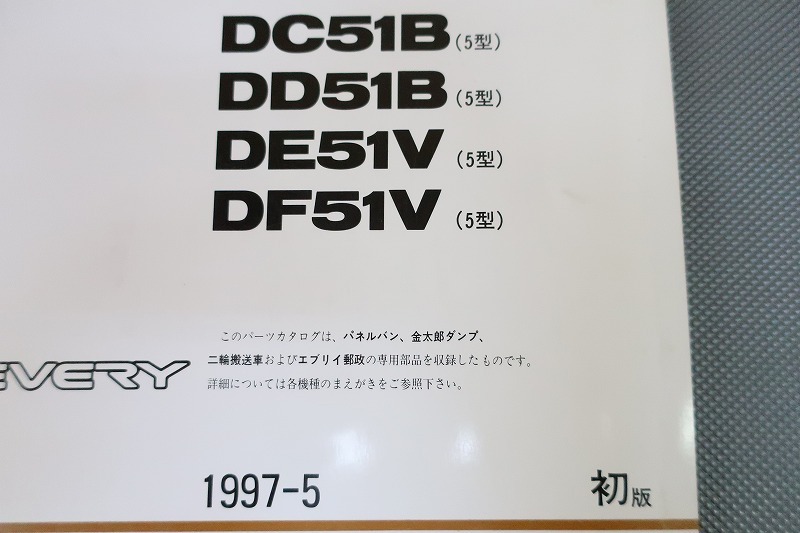 DC51B(5型)
DD51B(5型)
DE51V(5型)
DF51V(5型)
このパーツカタログは、パネルバン、金太郎ダンプ、
二輪搬送車およびエブリイ郵政の専用部品を収録したものです。
詳細については各機種のまえがきをご参照下さい。
EVERY
1997-5 初版